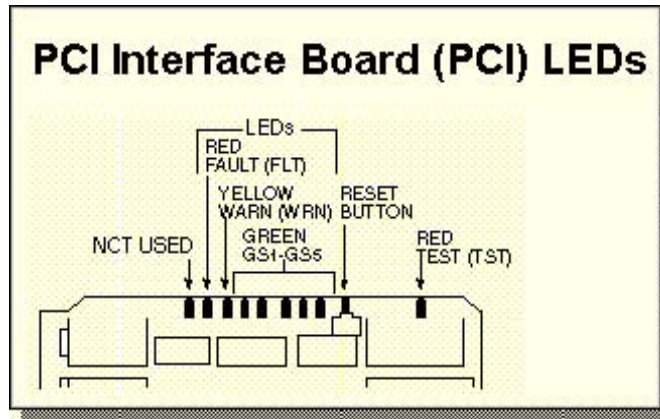 PCI Interface Board (PCI) LEDs
LEDs
RED
FAULT (FLT)
YELLOW
WARN (WRN)
RESET
BUTTON
NCT USED
GREEN
GS1-GS5
RED
TEST (TST)